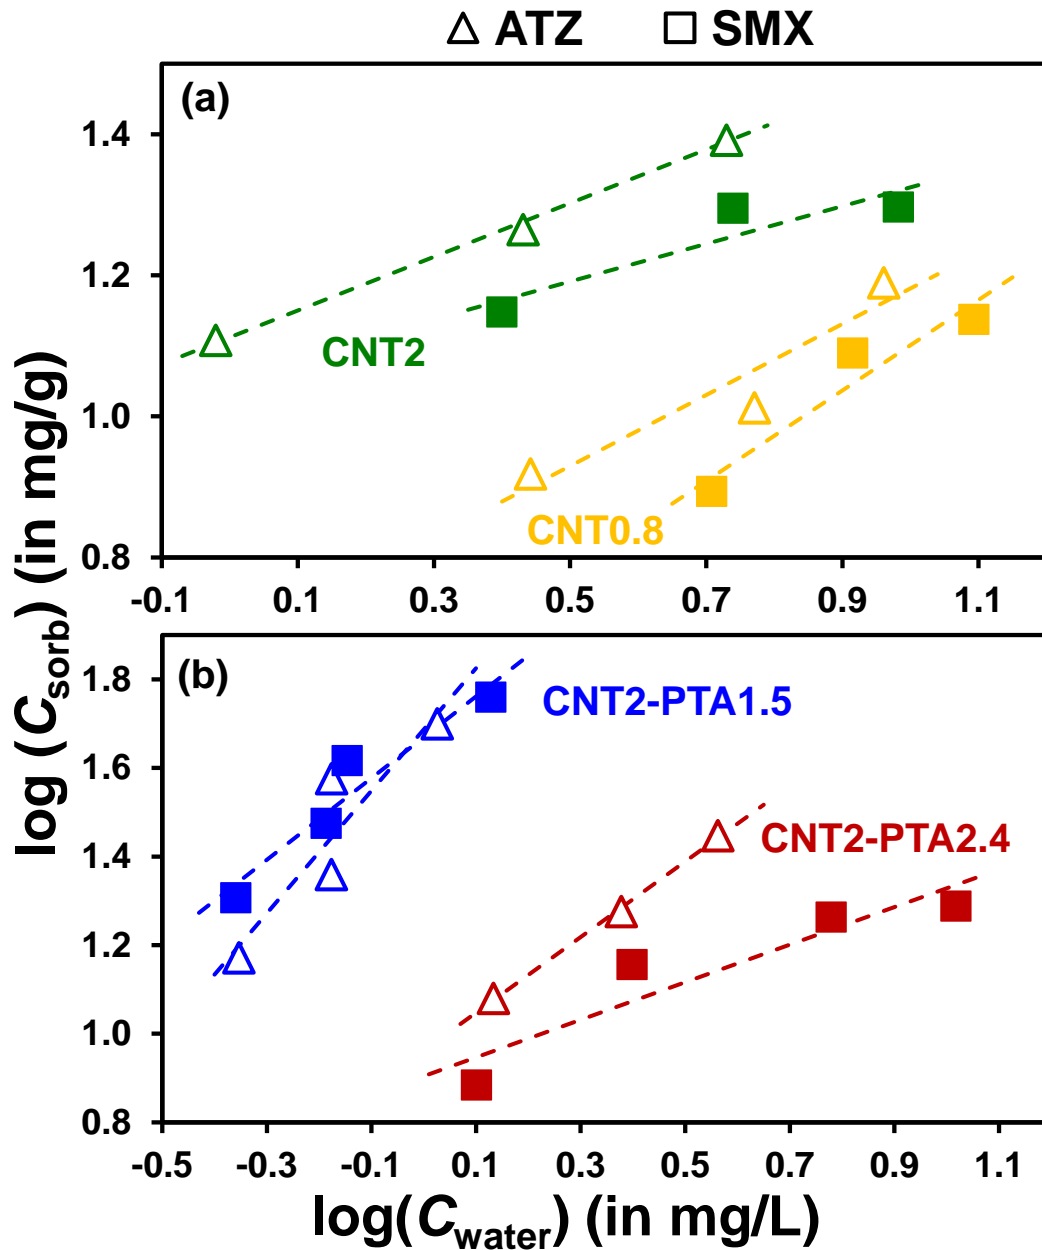 ATZ SMX
(a)
1.4
1.2
1.0
0.8
CNT2
CNT0.8
-0.1 0.1 0.3 0.5 0.7 0.9 1.1
log (Csorb) (in mg/g)
(b)
1.8
1.6
1.4
1.2
1.0
0.8
CNT2-PTA1.5
CNT2-PTA2.4
-0.5 -0.3 -0.1 0.1 0.3 0.5 0.7 0.9 1.1
log(Cwater) (in mg/L)